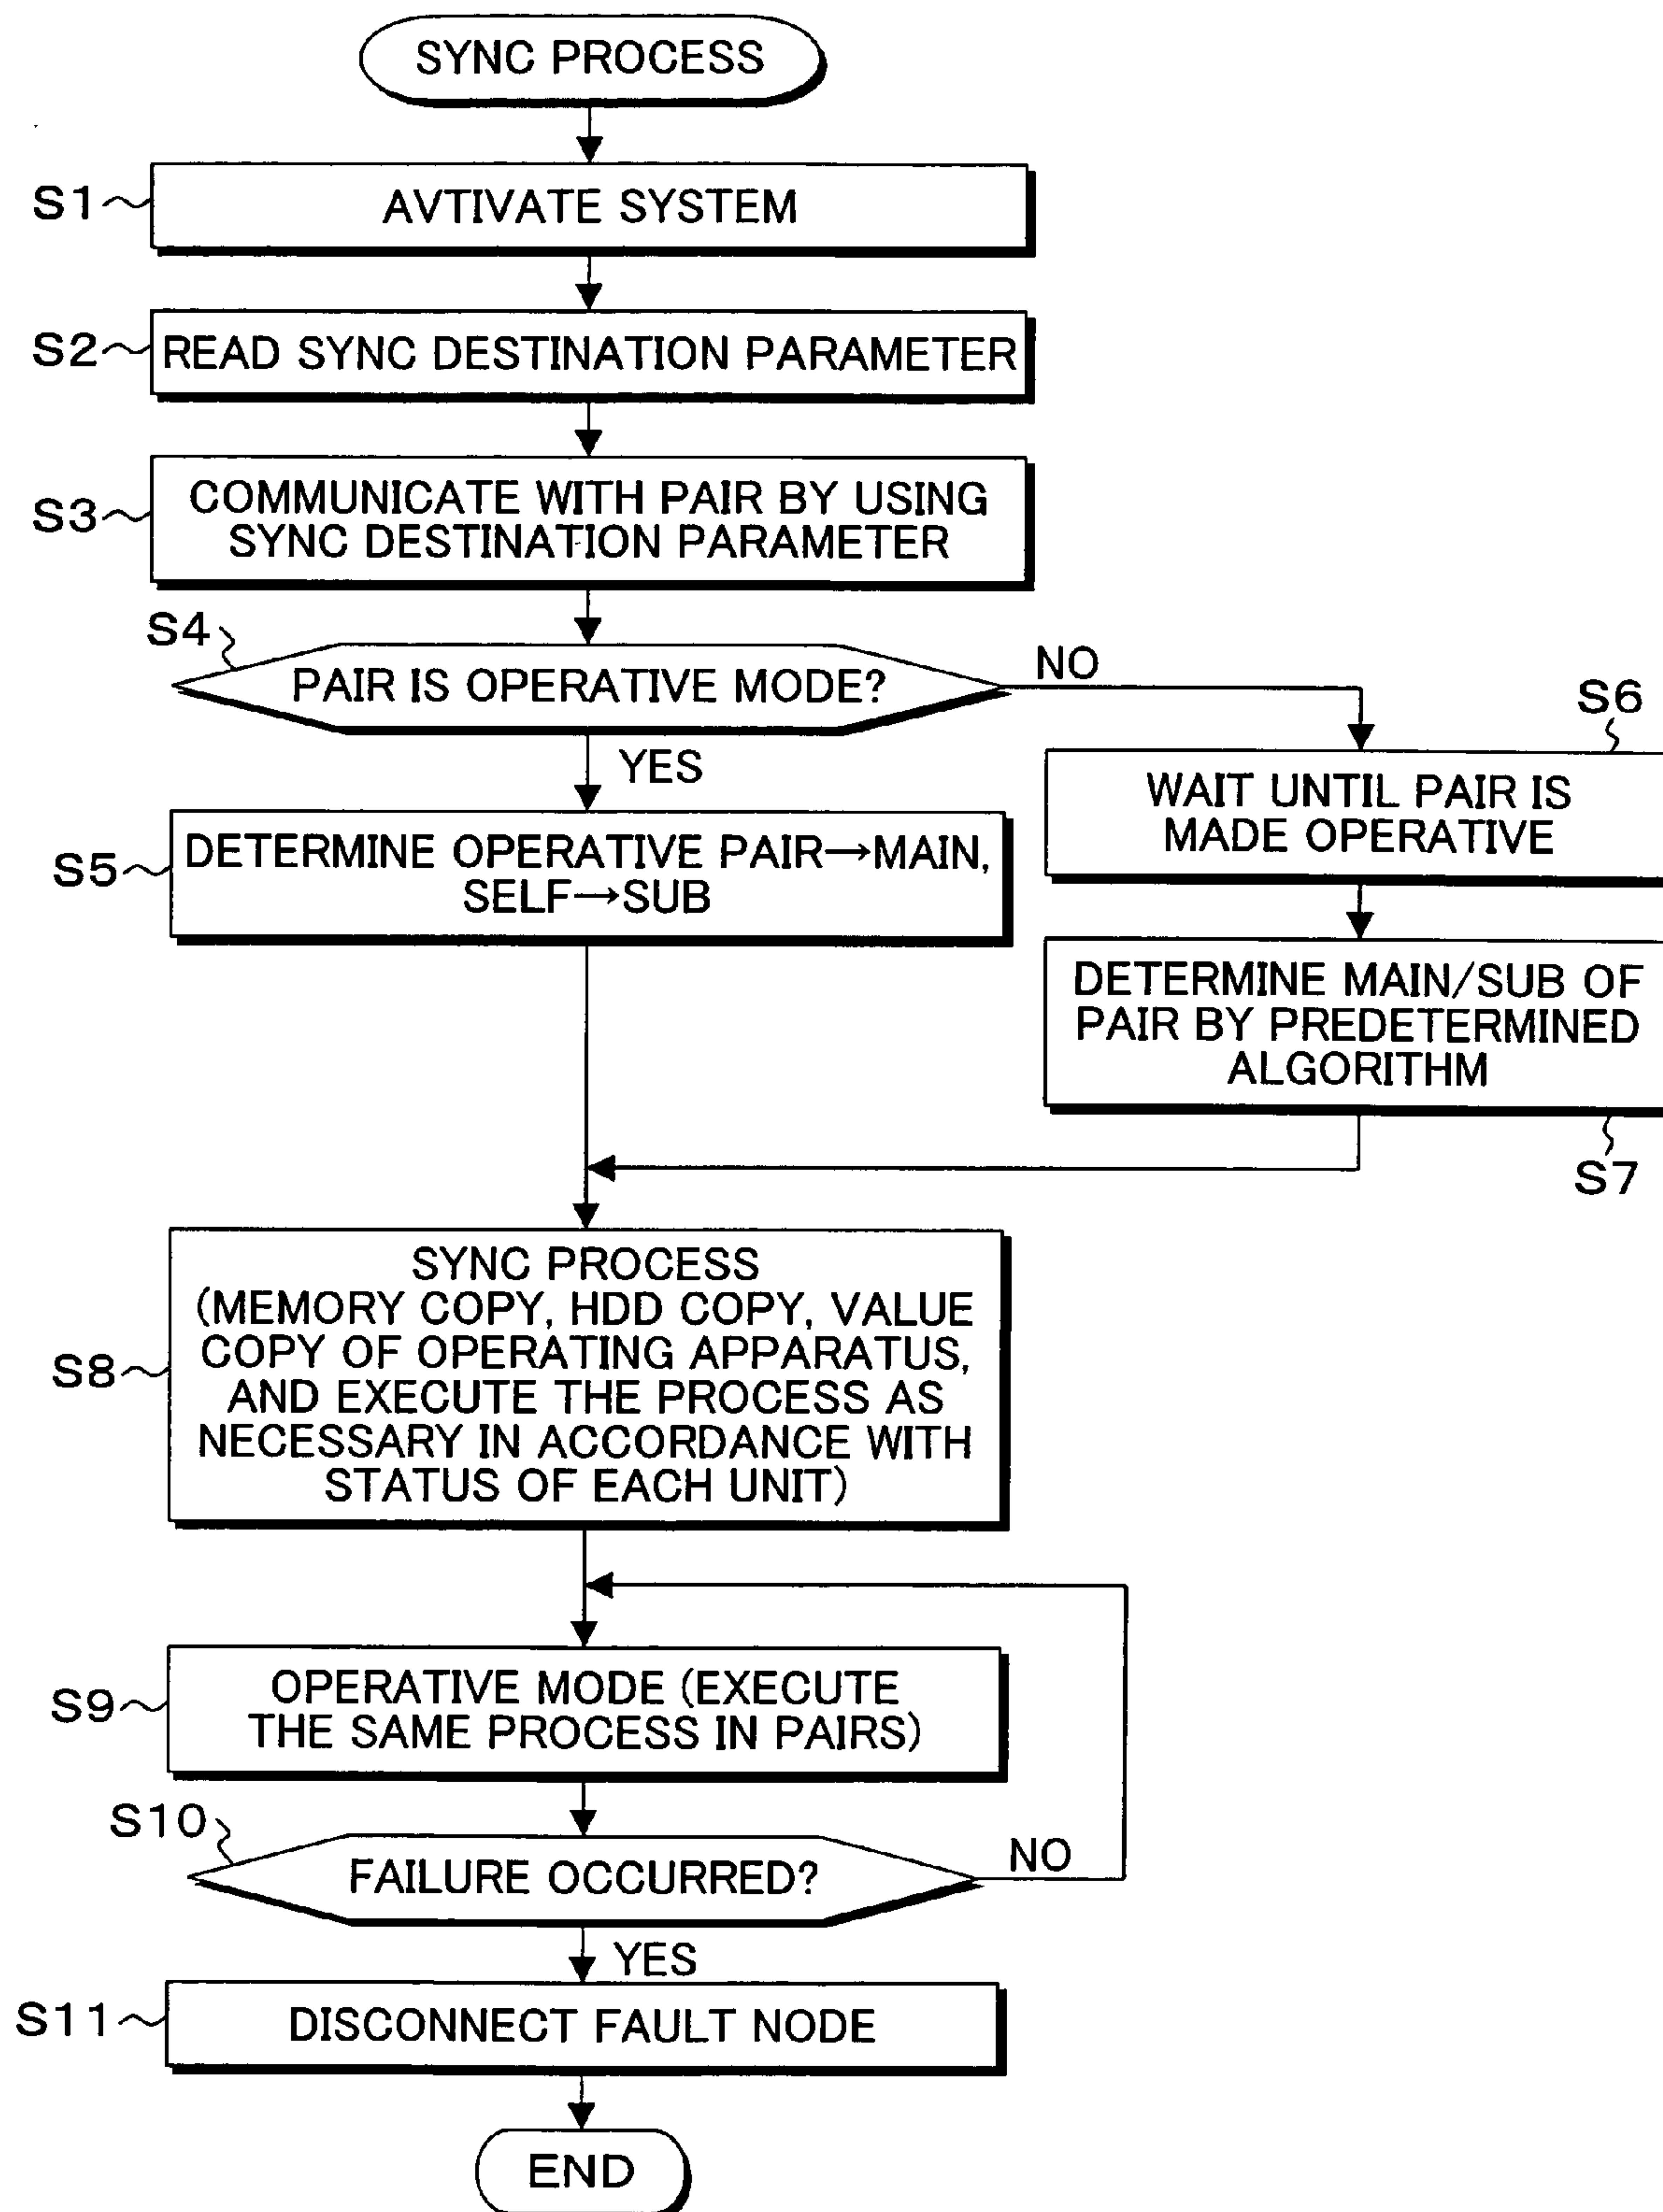 SYNC PROCESS
S1
AVTIVATE SYSTEM
S2
READ SYNC DESTINATION PARAMETER
S3
COMMUNICATE WITH PAIR BY USING
SYNC DESTINATION PARAMETER
S4
PAIR IS OPERATIVE MODE?
NO
YES
S5
DETERMINE OPERATIVE PAIR→MAIN,
SELF→SUB
S6
WAIT UNTIL PAIR IS
MADE OPERATIVE
DETERMINE MAIN/SUB OF
PAIR BY PREDETERMINED
ALGORITHM
S7
S8
SYNC PROCESS
(MEMORY COPY, HDD COPY, VALUE
COPY OF OPERATING APPARATUS,
AND EXECUTE THE PROCESS AS
NECESSARY IN ACCORDANCE WITH
STATUS OF EACH UNIT)
S9
OPERATIVE MODE (EXECUTE
THE SAME PROCESS IN PAIRS)
S10
FAILURE OCCURRED?
NO
YES
S11
DISCONNECT FAULT NODE
END